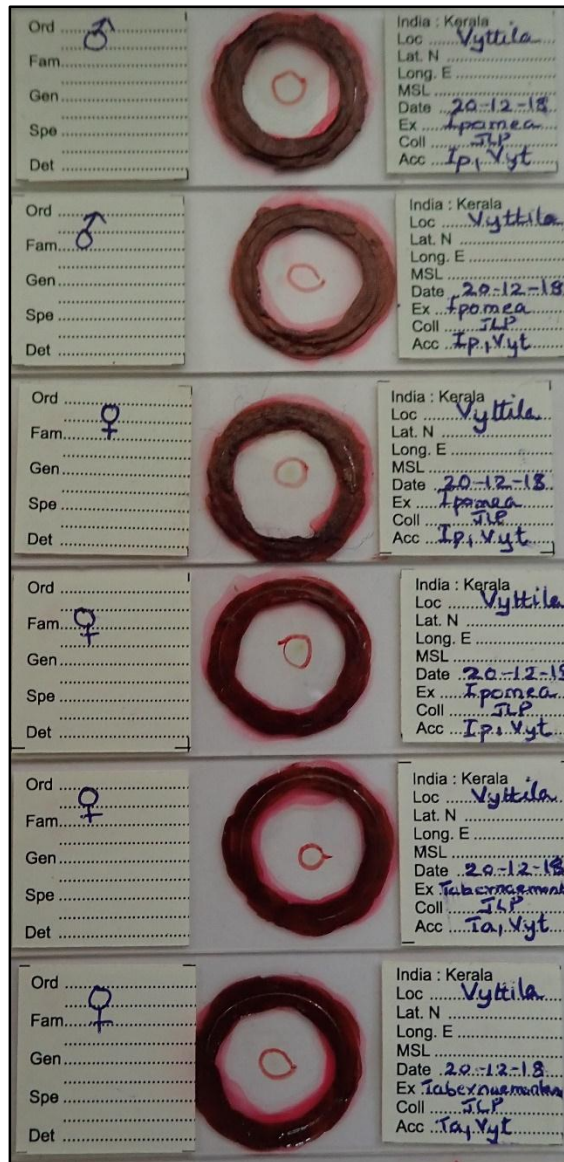 Ord ♂
Fam
Gen
Spe
Det
India : Kerala
Loc Vyttila
Lat. N
Long. E
MSL
Date 20-12-18
Ex Ipomea
Coll JLP
Acc Ip, Vyt
Ord ♂
Fam
Gen
Spe
Det
India : Kerala
Loc Vyttila
Lat. N
Long. E
MSL
Date 20-12-18
Ex Ipomea
Coll JLP
Acc Ip, Vyt
Ord
Fam ♀
Gen
Spe
Det
India : Kerala
Loc Vyttila
Lat. N
Long. E
MSL
Date 20-12-18
Ex Ipomea
Coll JLP
Acc Ip, Vyt
Ord
Fam ♀
Gen
Spe
Det
India : Kerala
Loc Vyttila
Lat. N
Long. E
MSL
Date 20-12-18
Ex Ipomea
Coll JLP
Acc Ip, Vyt
Ord
Fam ♀
Gen
Spe
Det
India : Kerala
Loc Vyttila
Lat. N
Long. E
MSL
Date 20-12-18
Ex
Coll JLP
Acc Ta, Vyt
Ord
Fam ♀
Gen
Spe
Det
India : Kerala
Loc Vyttila
Lat. N
Long. E
MSL
Date 20-12-18
Ex
Coll JLP
Acc Ta, Vyt